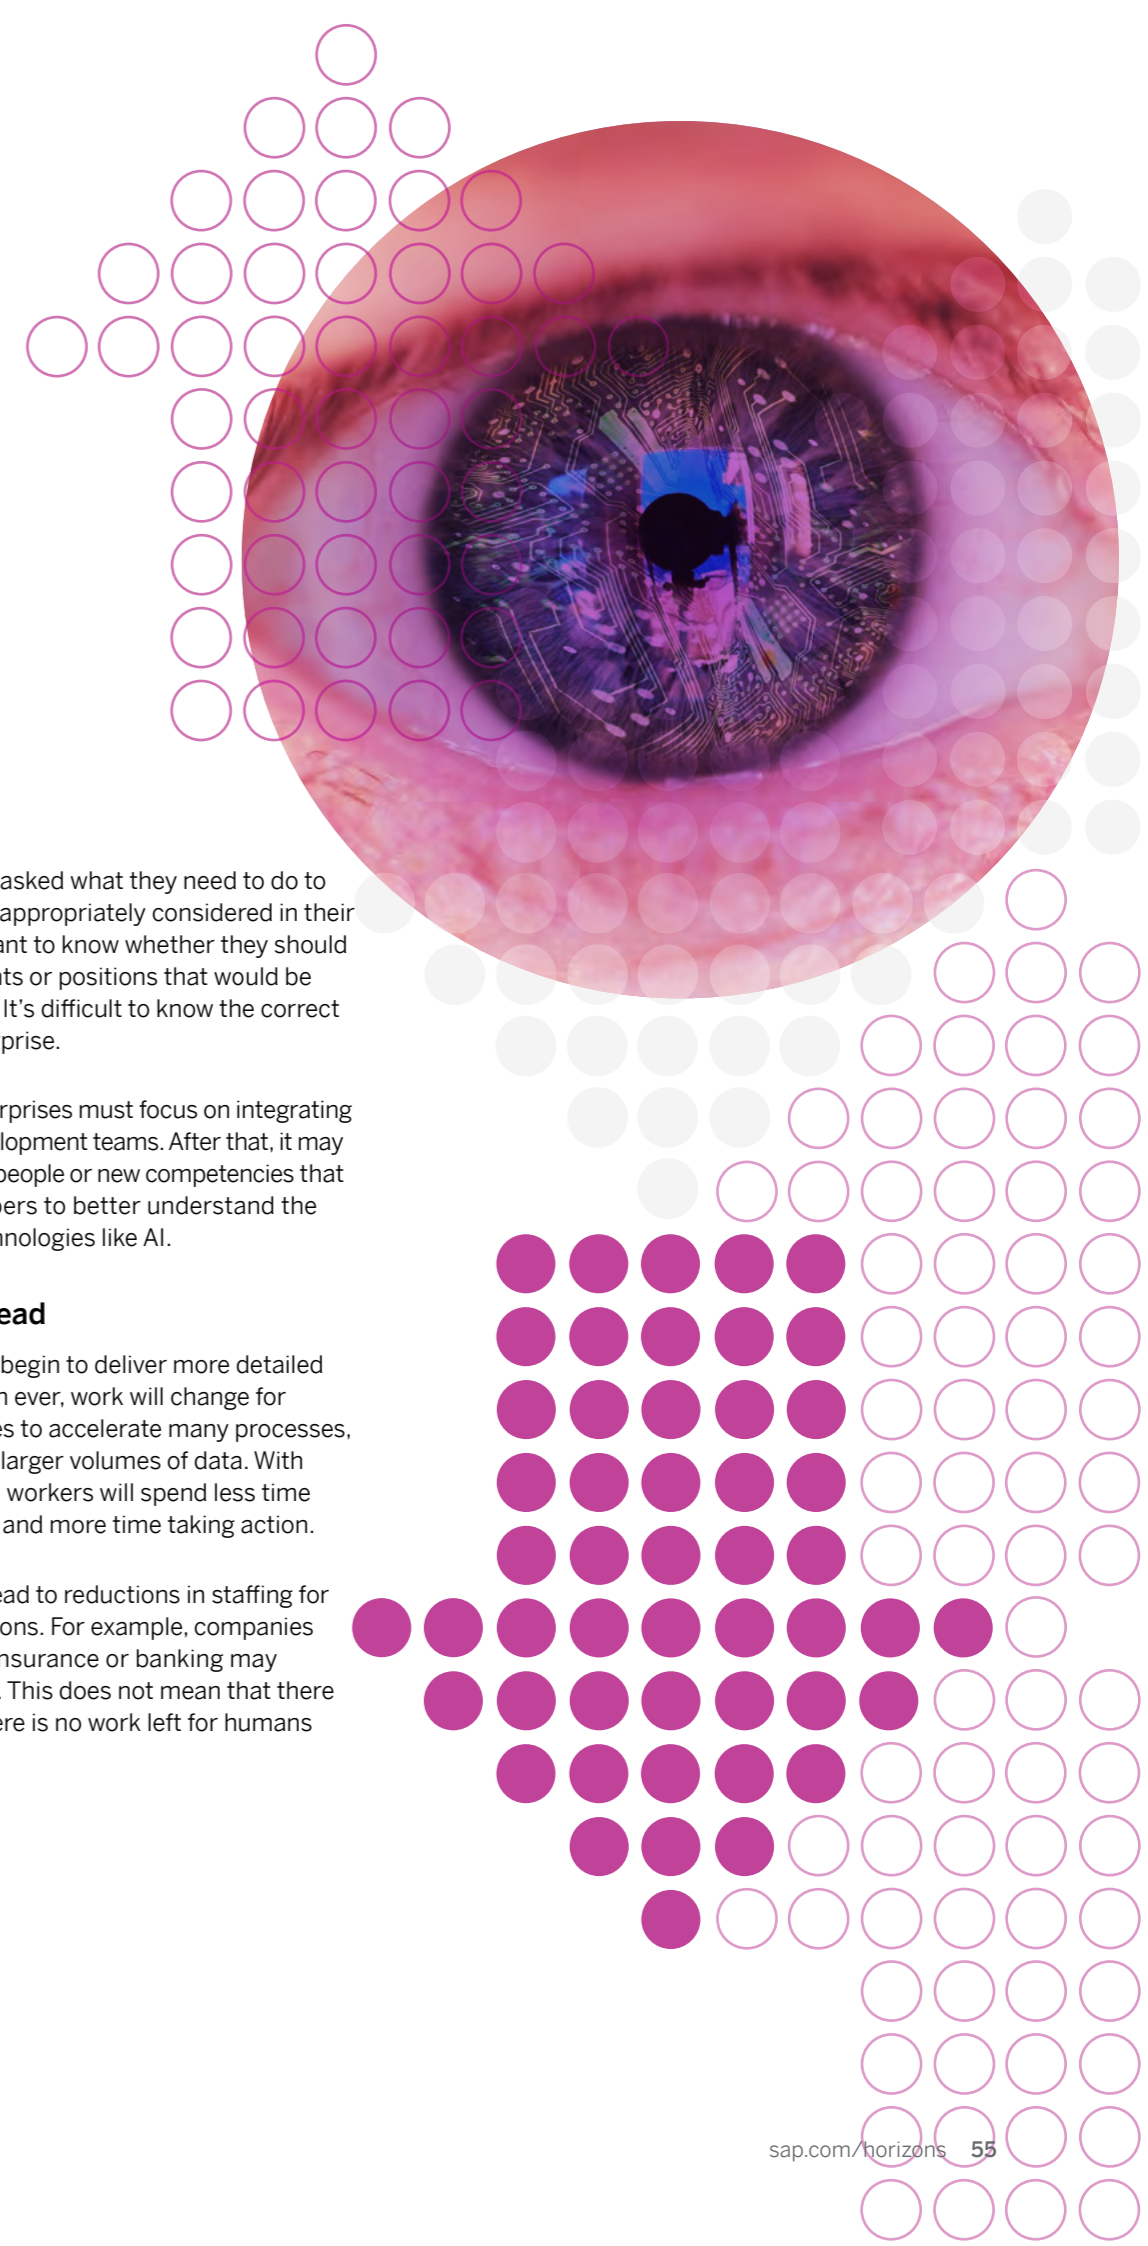 asked what they need to do to
appropriately considered in their
ant to know whether they should
nts or positions that would be
It’s difficult to know the correct
prise.
rprises must focus on integrating
lopment teams. After that, it may
people or new competencies that
pers to better understand the
hnologies like AI.
ead
begin to deliver more detailed
n ever, work will change for
es to accelerate many processes,
larger volumes of data. With
workers will spend less time
and more time taking action.
ead to reductions in staffing for
ons. For example, companies
nsurance or banking may
. This does not mean that there
ere is no work left for humans
sap.com/horizons 55